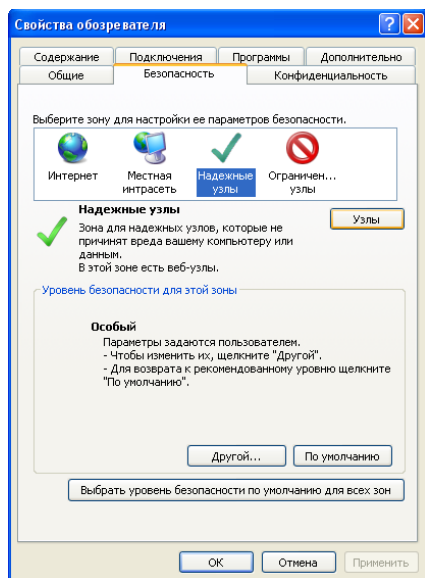 Свойства обозревателя
Содержание Подключения Программы Дополнительно
Общие Безопасность Конфиденциальность
Выберите зону для настройки ее параметров безопасности.
Интернет Местная интрасеть Надежные узлы Ограничен... узлы
Надежные узлы
Узлы
Зона для надежных узлов, которые не
причинят вреда вашему компьютеру или
данным.
В этой зоне есть веб-узлы.
Уровень безопасности для этой зоны
Особый
Параметры задаются пользователем.
- Чтобы изменить их, щелкните "Другой".
- Для возврата к рекомендованному уровню щелкните
"По умолчанию".
Другой... По умолчанию
Выбрать уровень безопасности по умолчанию для всех зон
OK Отмена Применить